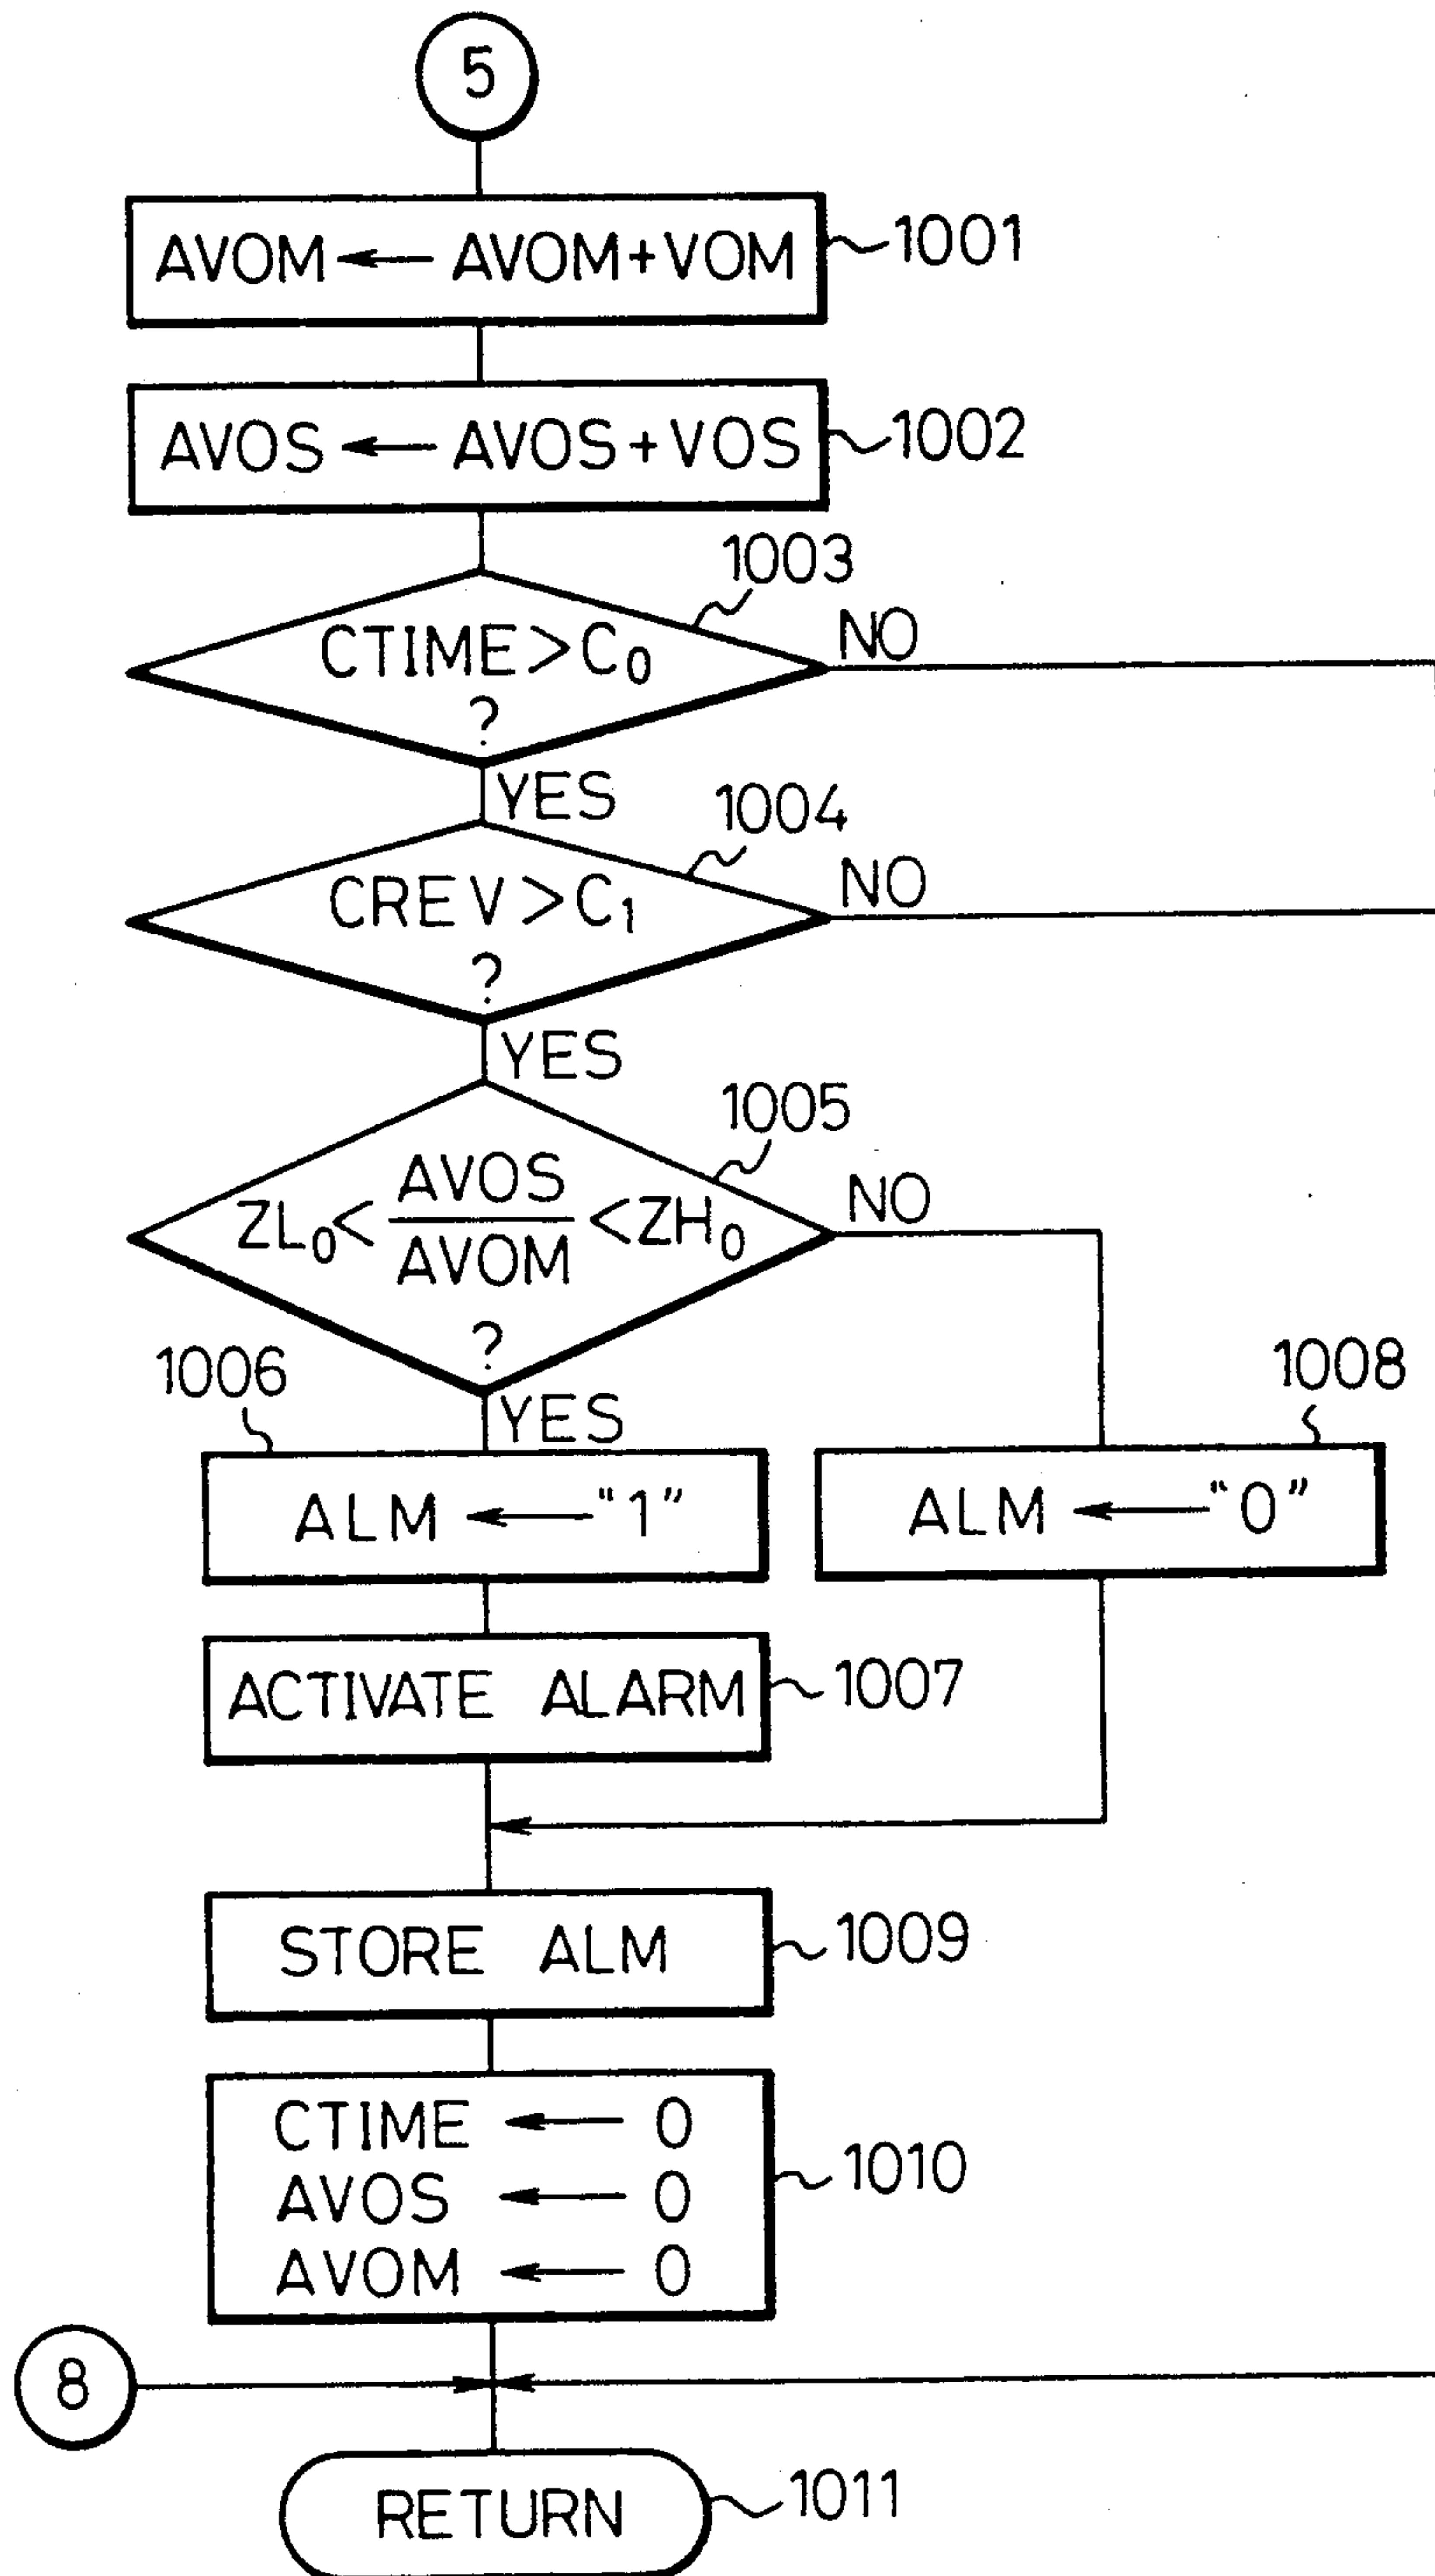 5
AVOM ← AVOM+VOM
1001
AVOS ← AVOS+VOS
1002
1003
CTIME>C₀
?
NO
YES
1004
CREV>C₁
?
NO
YES
1005
ZL₀< AVOS/AVOM <ZH₀
?
NO
YES
1006
ALM ← "1"
1008
ALM ← "0"
ACTIVATE ALARM
1007
STORE ALM
1009
CTIME ← 0
AVOS ← 0
AVOM ← 0
1010
8
RETURN
1011